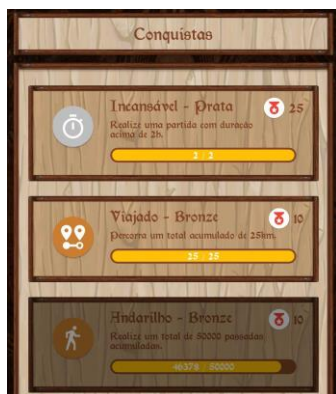 Conquistas
Incansável - Prata
25
Realize uma partida com duração
acima de 2h.
2 / 2
Viajado - Bronze
10
Percorra um total acumulado de 25km.
25 / 25
Andarilho - Bronze
10
Realize um total de 50000 passadas
acumuladas.
46378 / 50000